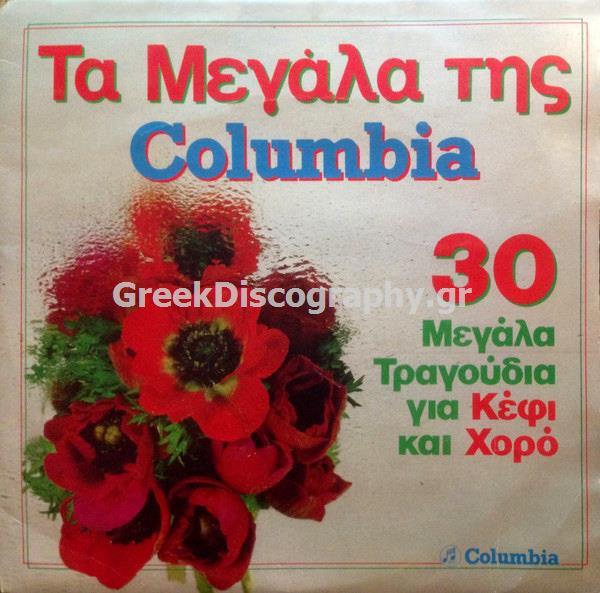 Τα Μεγάλα της
Columbia
30
GreekDiscography.gr
Μεγάλα
Τραγούδια
για Κέφι
και Χορό
Columbia